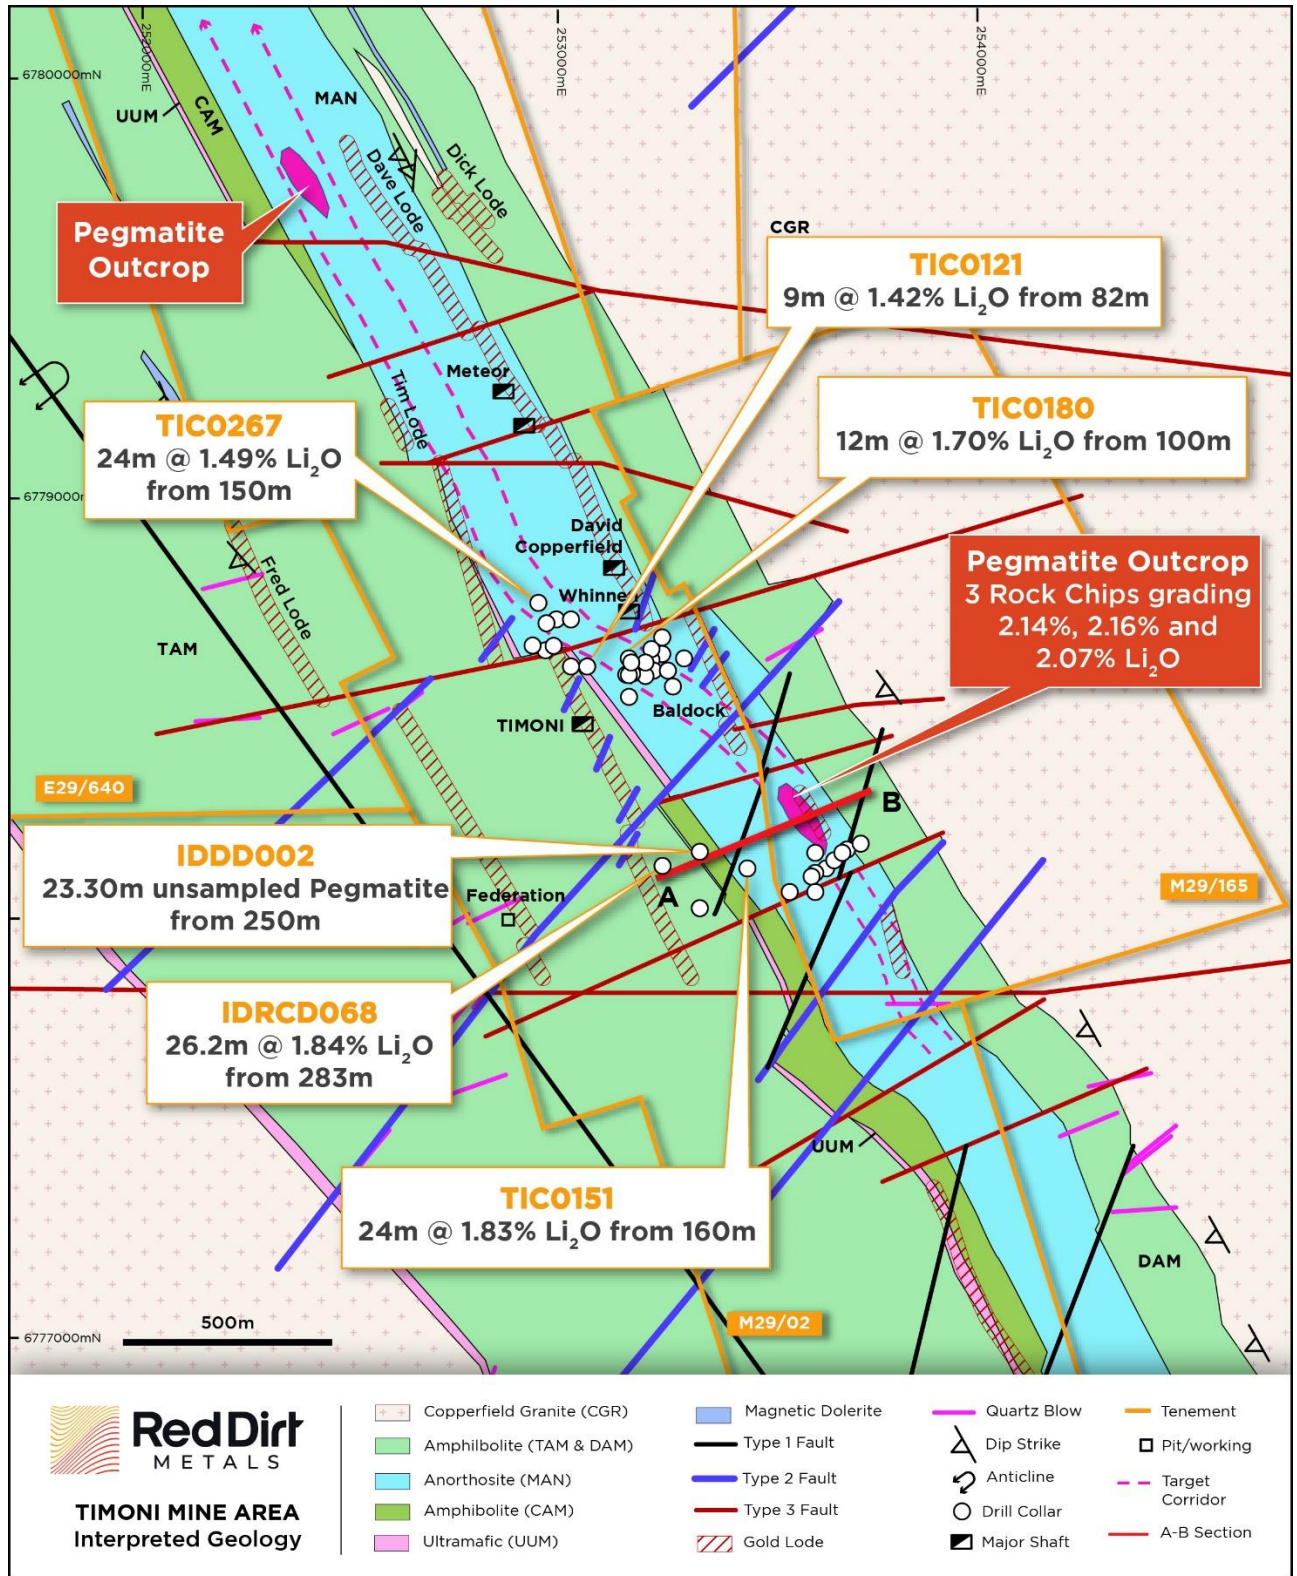 252000mE
253000mE
254000mE
6780000mN
UUM
CAM
MAN
Dave Lode
Dick Lode
Pegmatite
Outcrop
CGR
TIC0121
9m @ 1.42% Li₂O from 82m
Meteor
Tim Lode
TIC0180
12m @ 1.70% Li₂O from 100m
TIC0267
24m @ 1.49% Li₂O
from 150m
David
Copperfield
Whinnen
Fred Lode
Pegmatite Outcrop
3 Rock Chips grading
2.14%, 2.16% and
2.07% Li₂O
TAM
TIMONI
Baldock
E29/640
B
IDDD002
23.30m unsampled Pegmatite
from 250m
A
Federation
M29/165
IDRCD068
26.2m @ 1.84% Li₂O
from 283m
UUM
TIC0151
24m @ 1.83% Li₂O from 160m
DAM
500m
M29/02
6777000mN
Red Dirt
METALS
TIMONI MINE AREA
Interpreted Geology
Copperfield Granite (CGR)
Amphilbolite (TAM & DAM)
Anorthosite (MAN)
Amphibolite (CAM)
Ultramafic (UUM)
Magnetic Dolerite
Type 1 Fault
Type 2 Fault
Type 3 Fault
Gold Lode
Quartz Blow
Dip Strike
Anticline
Drill Collar
Major Shaft
Tenement
Pit/working
Target
Corridor
A-B Section